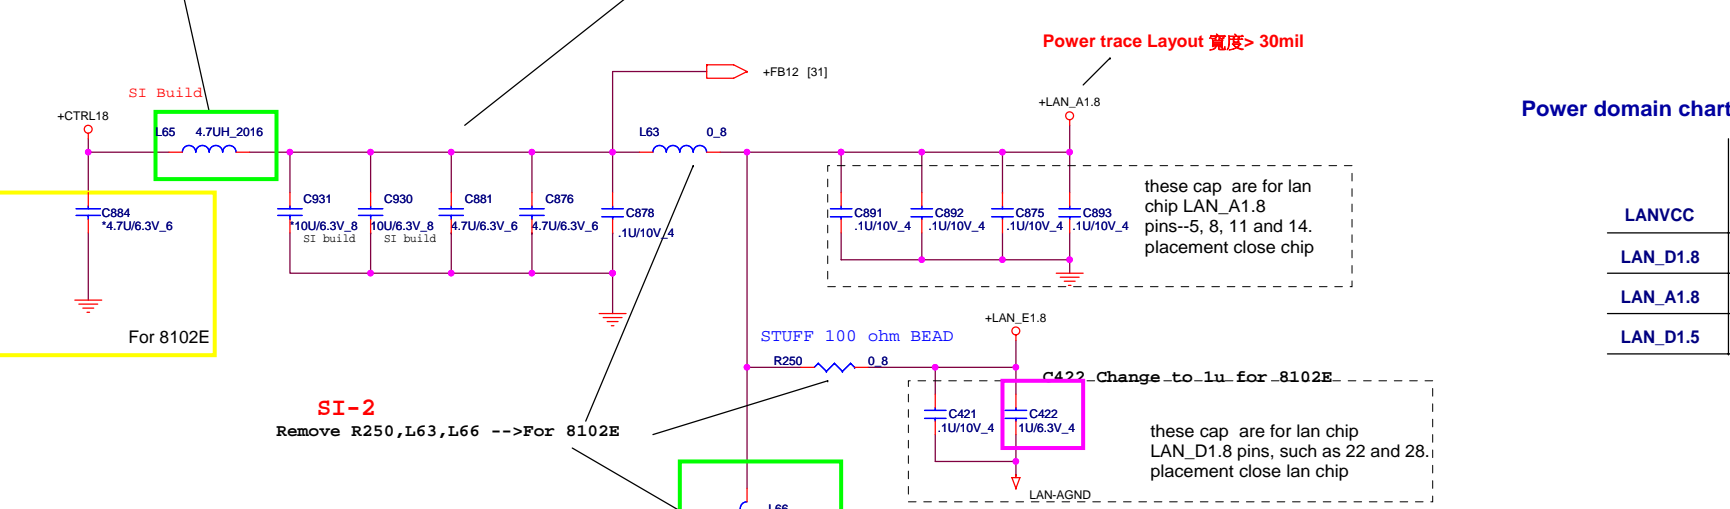 Power trace Layout 寬度> 30mil
+FB12 [31]
SI Build
+CTRL18
+LAN_A1.8
Power domain chart
L65 4.7UH_2016
L63 0_8
these cap are for lan
chip LAN_A1.8
pins--5, 8, 11 and 14.
placement close chip
C884
*4.7U/6.3V_6
C931
*10U/6.3V_8
SI build
C930
10U/6.3V_8
SI build
C881
4.7U/6.3V_6
C876
4.7U/6.3V_6
C878
.1U/10V_4
C891
.1U/10V_4
C892
.1U/10V_4
C875
.1U/10V_4
C893
.1U/10V_4
LANVCC
LAN_D1.8
LAN_A1.8
LAN_D1.5
For 8102E
+LAN_E1.8
STUFF 100 ohm BEAD
R250 0_8
C422 Change to 1u for 8102E
SI-2
Remove R250,L63,L66 -->For 8102E
C421
.1U/10V_4
C422
1U/6.3V_4
these cap are for lan chip
LAN_D1.8 pins, such as 22 and 28.
placement close lan chip
LAN-AGND
L66